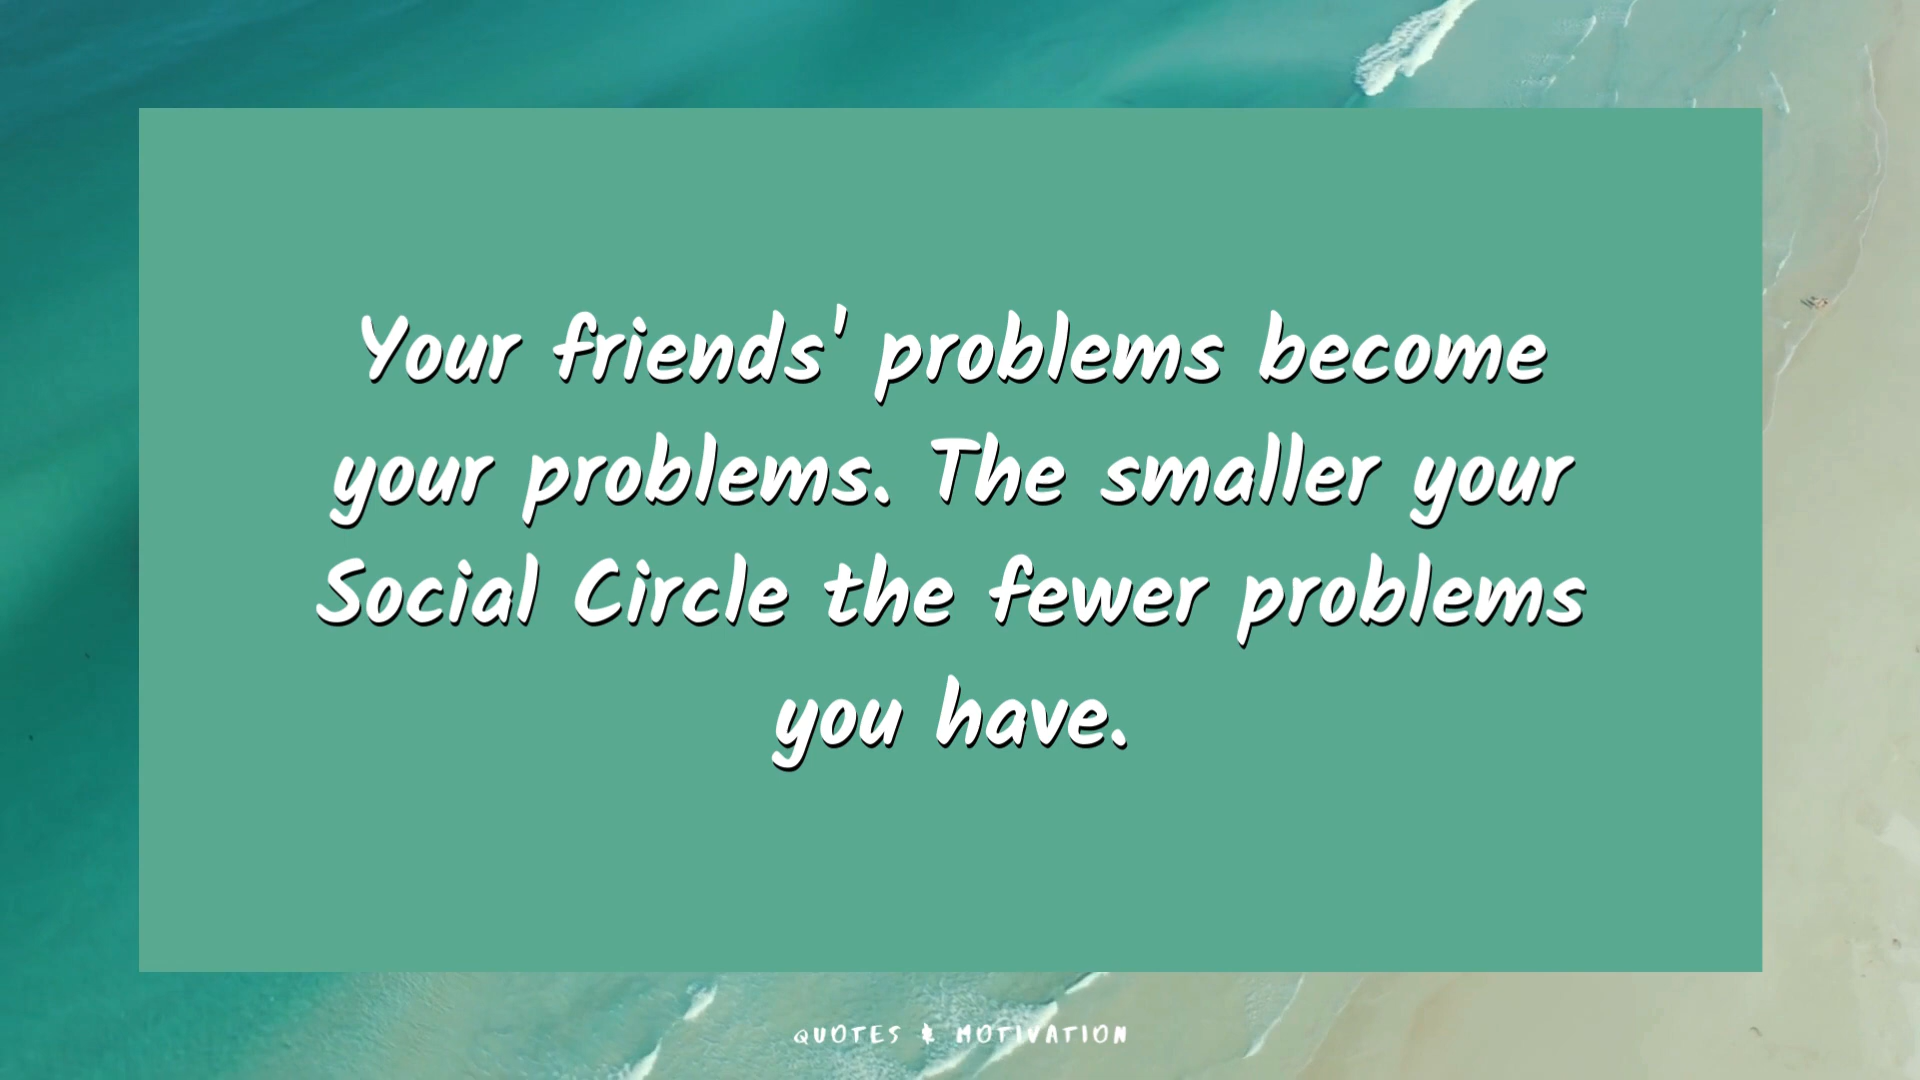 Your friends' problems become
your problems. The smaller your
Social Circle the fewer problems
you have.
QUOTES & MOTIVATION